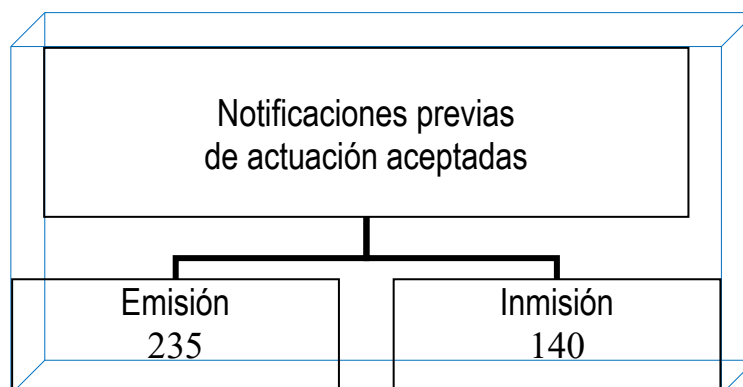 Notificaciones previas
de actuación aceptadas
Emisión
235
Inmisión
140